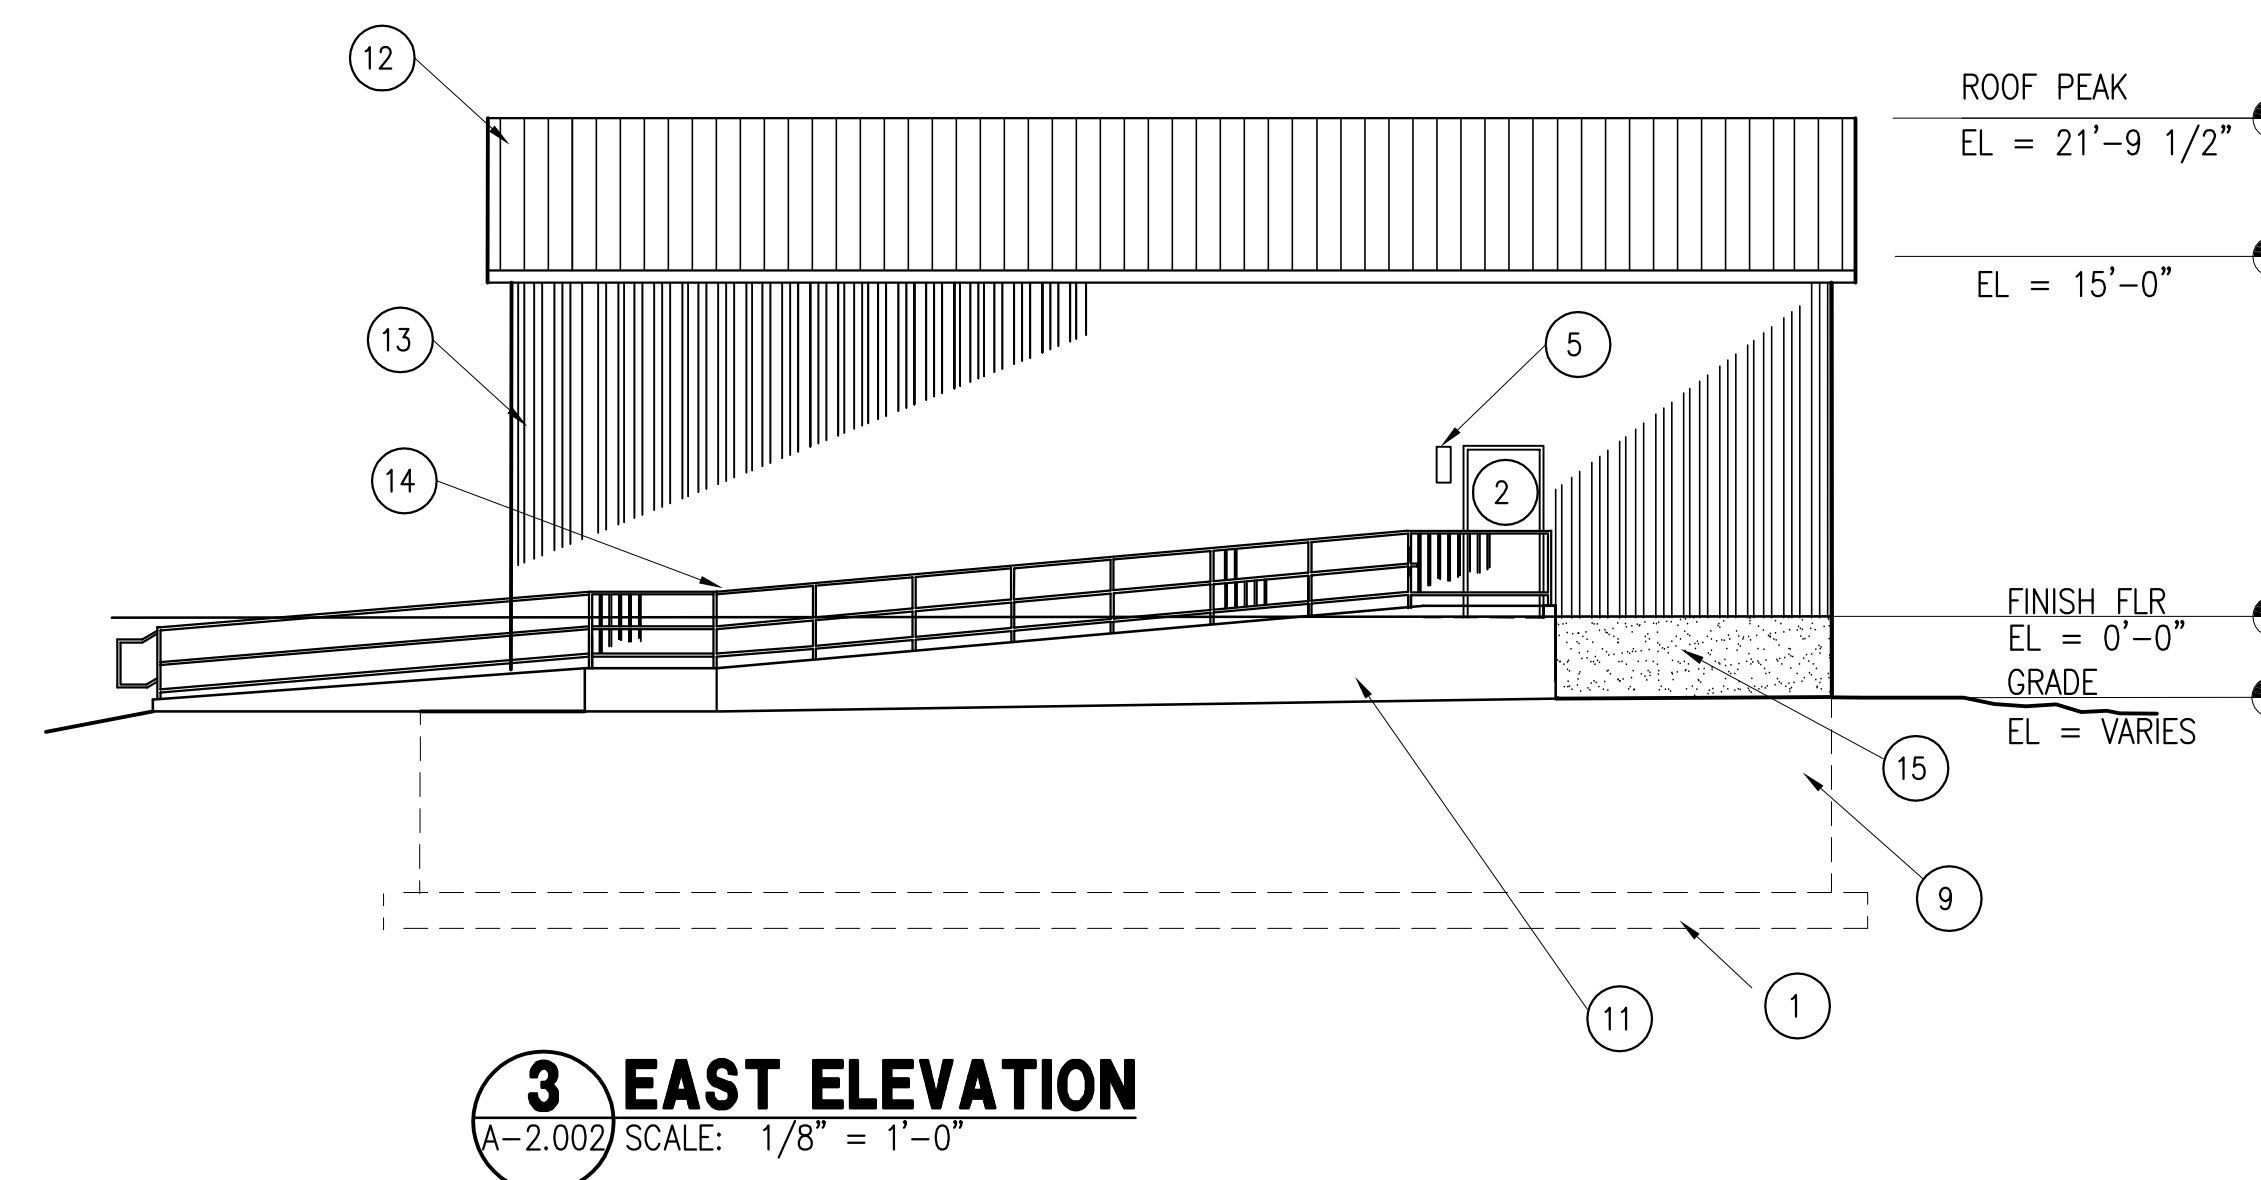 12
ROOF PEAK
EL = 21'-9 1/2"
EL = 15'-0"
13
5
14
2
FINISH FLR
EL = 0'-0"
GRADE
EL = VARIES
15
9
11
1
3 EAST ELEVATION
A-2.002 SCALE: 1/8" = 1'-0"